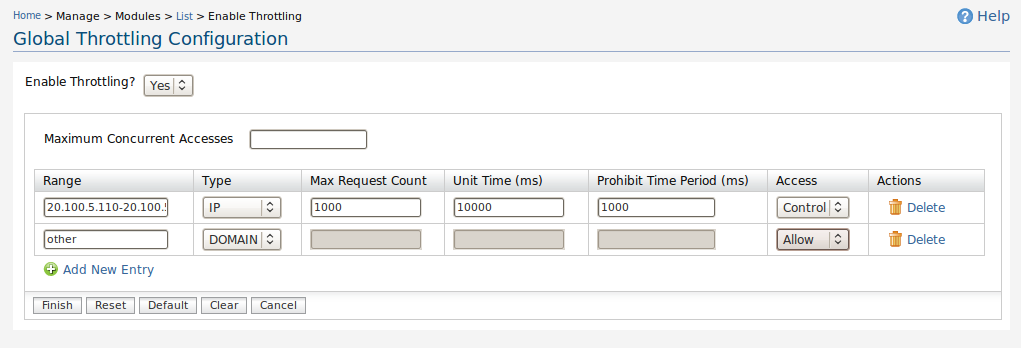 Home > Manage > Modules > List > Enable Throttling
Help
Global Throttling Configuration
Enable Throttling? Yes
Maximum Concurrent Accesses
Range Type Max Request Count Unit Time (ms) Prohibit Time Period (ms) Access Actions
20.100.5.110-20.100. IP 1000 10000 1000 Control Delete
other DOMAIN Allow Delete
Add New Entry
Finish Reset Default Clear Cancel